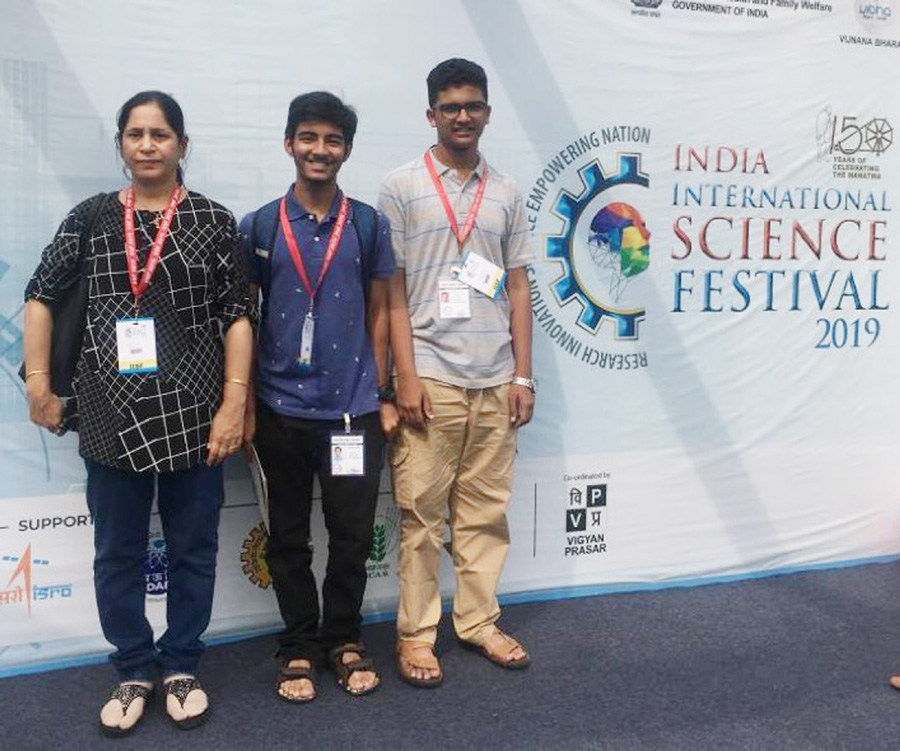 and Family Welfare
GOVERNMENT OF INDIA
VIJNANA BHARA
150
YEARS OF
CELEBRATING
THE MAHATMA
EMPOWERING NATION
RESEARCH INNOVATION
INDIA
INTERNATIONAL
SCIENCE
FESTIVAL
2019
Co-ordinated by
वि P
V प्र
VIGYAN
PRASAR
SUPPORT
isro